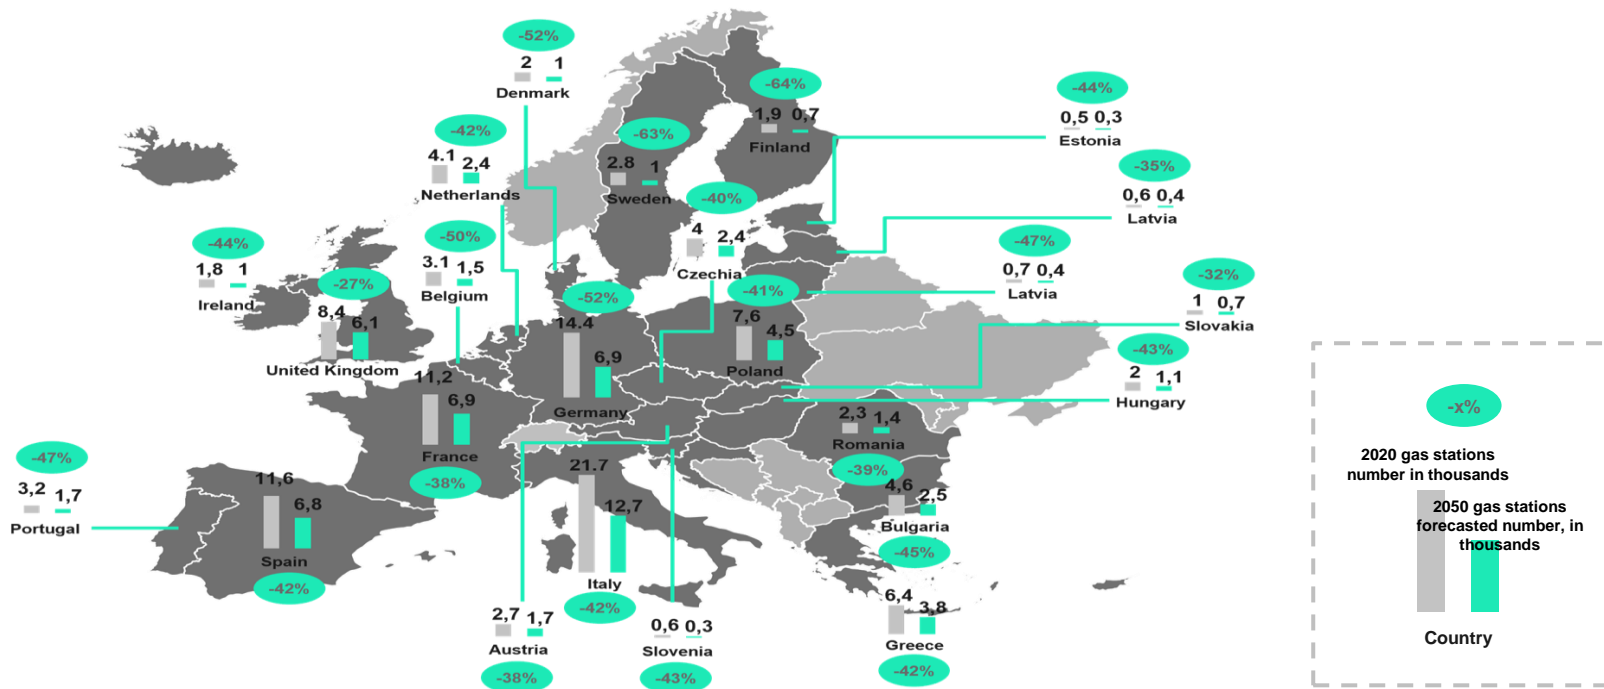 -52%
2 1
Denmark
-64%
1,9 0,7
Finland
-44%
0,5 0,3
Estonia
-42%
4.1 2,4
Netherlands
-63%
2.8 1
Sweden
-35%
0,6 0,4
Latvia
-40%
4 2,4
Czechia
-44%
1,8 1
Ireland
-50%
3.1 1,5
Belgium
-47%
0,7 0,4
Latvia
-32%
1 0,7
Slovakia
-27%
8,4 6,1
United Kingdom
-52%
14.4 6,9
Germany
-41%
7,6 4,5
Poland
-43%
2 1,1
Hungary
11,2 6,9
France
-38%
2,3 1,4
Romania
-39%
-47%
3,2 1,7
Portugal
11,6 6,8
Spain
-42%
21.7 12,7
Italy
-42%
4,6 2,5
Bulgaria
-45%
2,7 1,7
Austria
-38%
0,6 0,3
Slovenia
-43%
6,4 3,8
Greece
-42%
-x%
2020 gas stations
number in thousands
2050 gas stations
forecasted number, in
thousands
Country